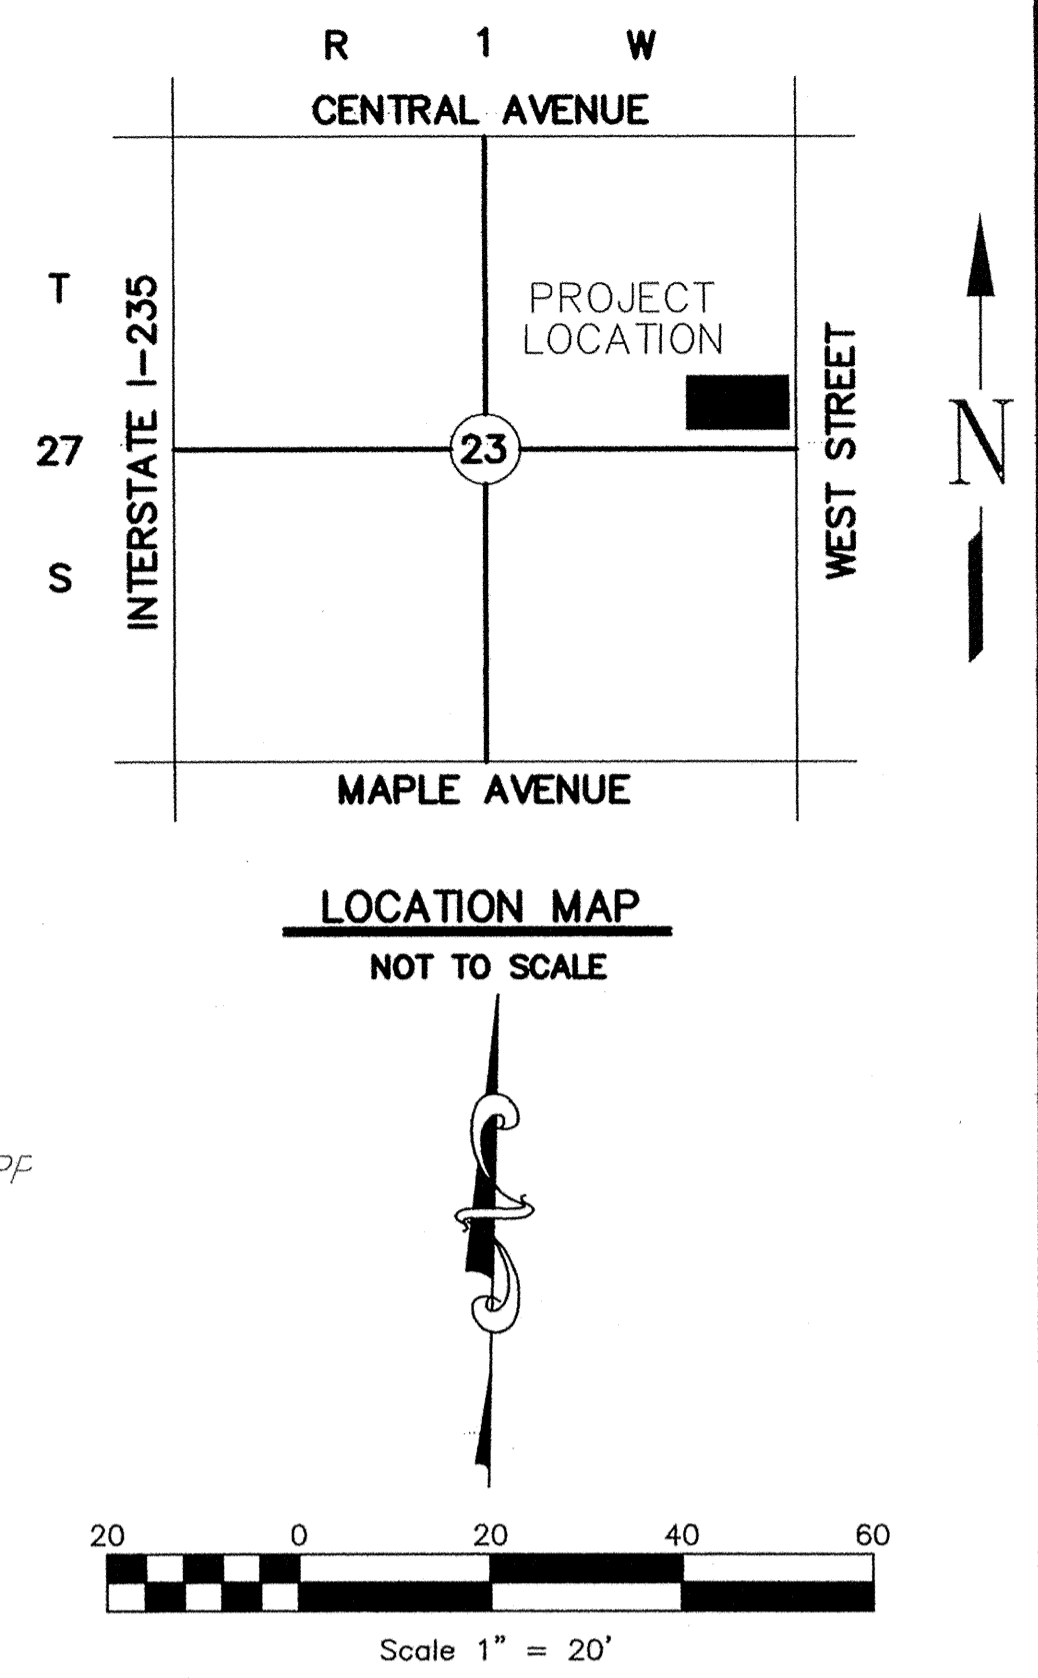 R 1 W
CENTRAL AVENUE
T
27
S
INTERSTATE I-235
PROJECT
LOCATION
23
WEST STREET
N
MAPLE AVENUE
LOCATION MAP
NOT TO SCALE
PP
20 0 20 40 60
Scale 1" = 20'